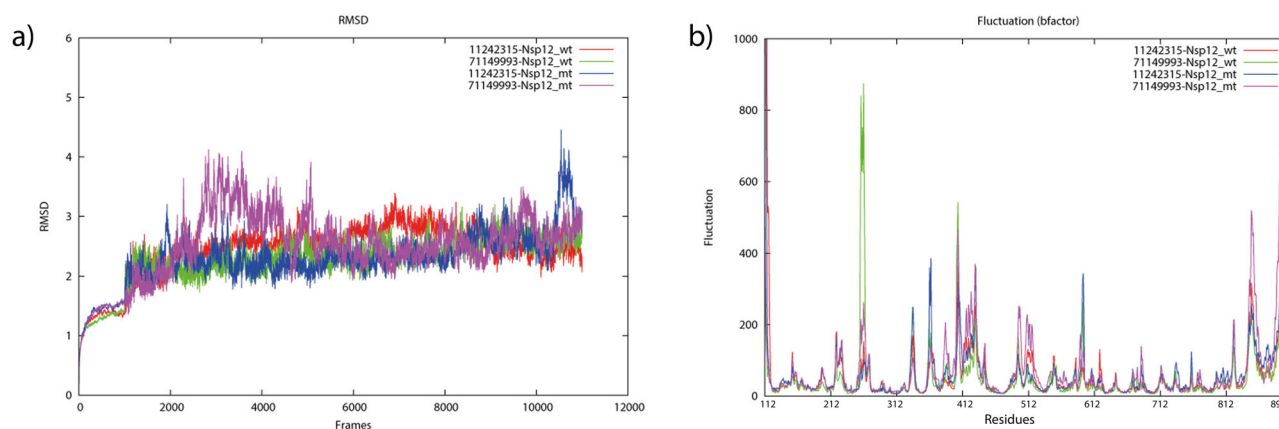 a)
RMSD
6
5
4
3
2
1
0
RMSD
11242315-Nsp12_wt
71149993-Nsp12_wt
11242315-Nsp12_mt
71149993-Nsp12_mt
0 2000 4000 6000 8000 10000 12000
Frames
b)
Fluctuation (bfactor)
1000
800
600
400
200
0
Fluctuation
11242315-Nsp12_wt
71149993-Nsp12_wt
11242315-Nsp12_mt
71149993-Nsp12_mt
112 212 312 412 512 612 712 812
Residues